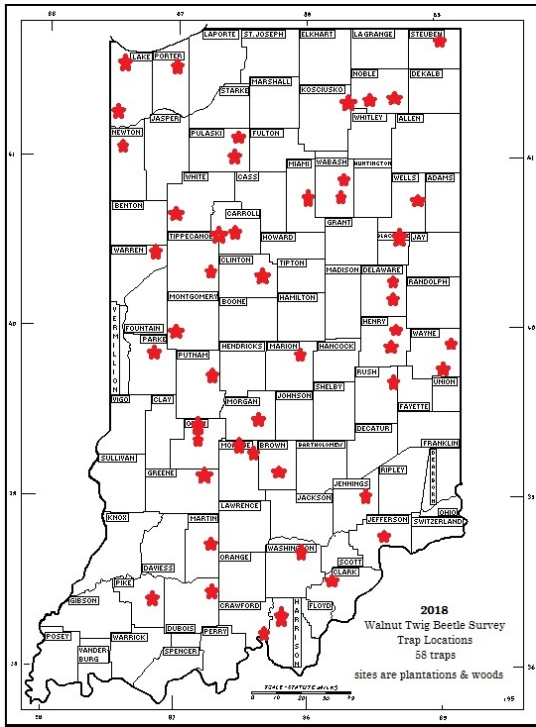 88 87 86 85
LAPORTE ST.JOSEPH ELKHART LAGRANGE STEUBEN
LAKE PORTER
NOBLE DEKALB
MARSHALL KOSCIUSKO
STARKE
WHITLEY ALLEN
JASPER
NEWTON PULASKI FULTON
41 41
MIAMI WABASH HUNTINGTON
WHITE CASS WELLS ADAMS
BENTON CARROLL
GRANT
TIPPECANOE HOWARD JAY
WARREN
CLINTON TIPTON
MADISON DELAWARE
RANDOLPH
MONTGOMERY BOONE HAMILTON
VERMILLION
40 40
FOUNTAIN HENRY WAYNE
PARKE HENDRICKS MARION HANCOCK
PUTNAM
RUSH UNION
SHELBY
VIGO CLAY MORGAN JOHNSON
FAYETTE
OWEN DECATUR
MONROE BROWN BARTHOLOMEW FRANKLIN
SULLIVAN DEARBORN
GREENE RIPLEY
JENNINGS
39 JACKSON 39
LAWRENCE OHIO
KNOX MARTIN JEFFERSON SWITZERLAND
WASHINGTON
ORANGE SCOTT
DAVIESS
CLARK
PIKE
GIBSON CRAWFORD FLOYD
HARRISON
DUBOIS PERRY
POSEY WARRICK
VANDER
BURG
SPENCER
38
SCALE-STATUTE MILES
88 87 86
2018
Walnut Twig Beetle Survey
Trap Locations
58 traps
sites are plantations & woods